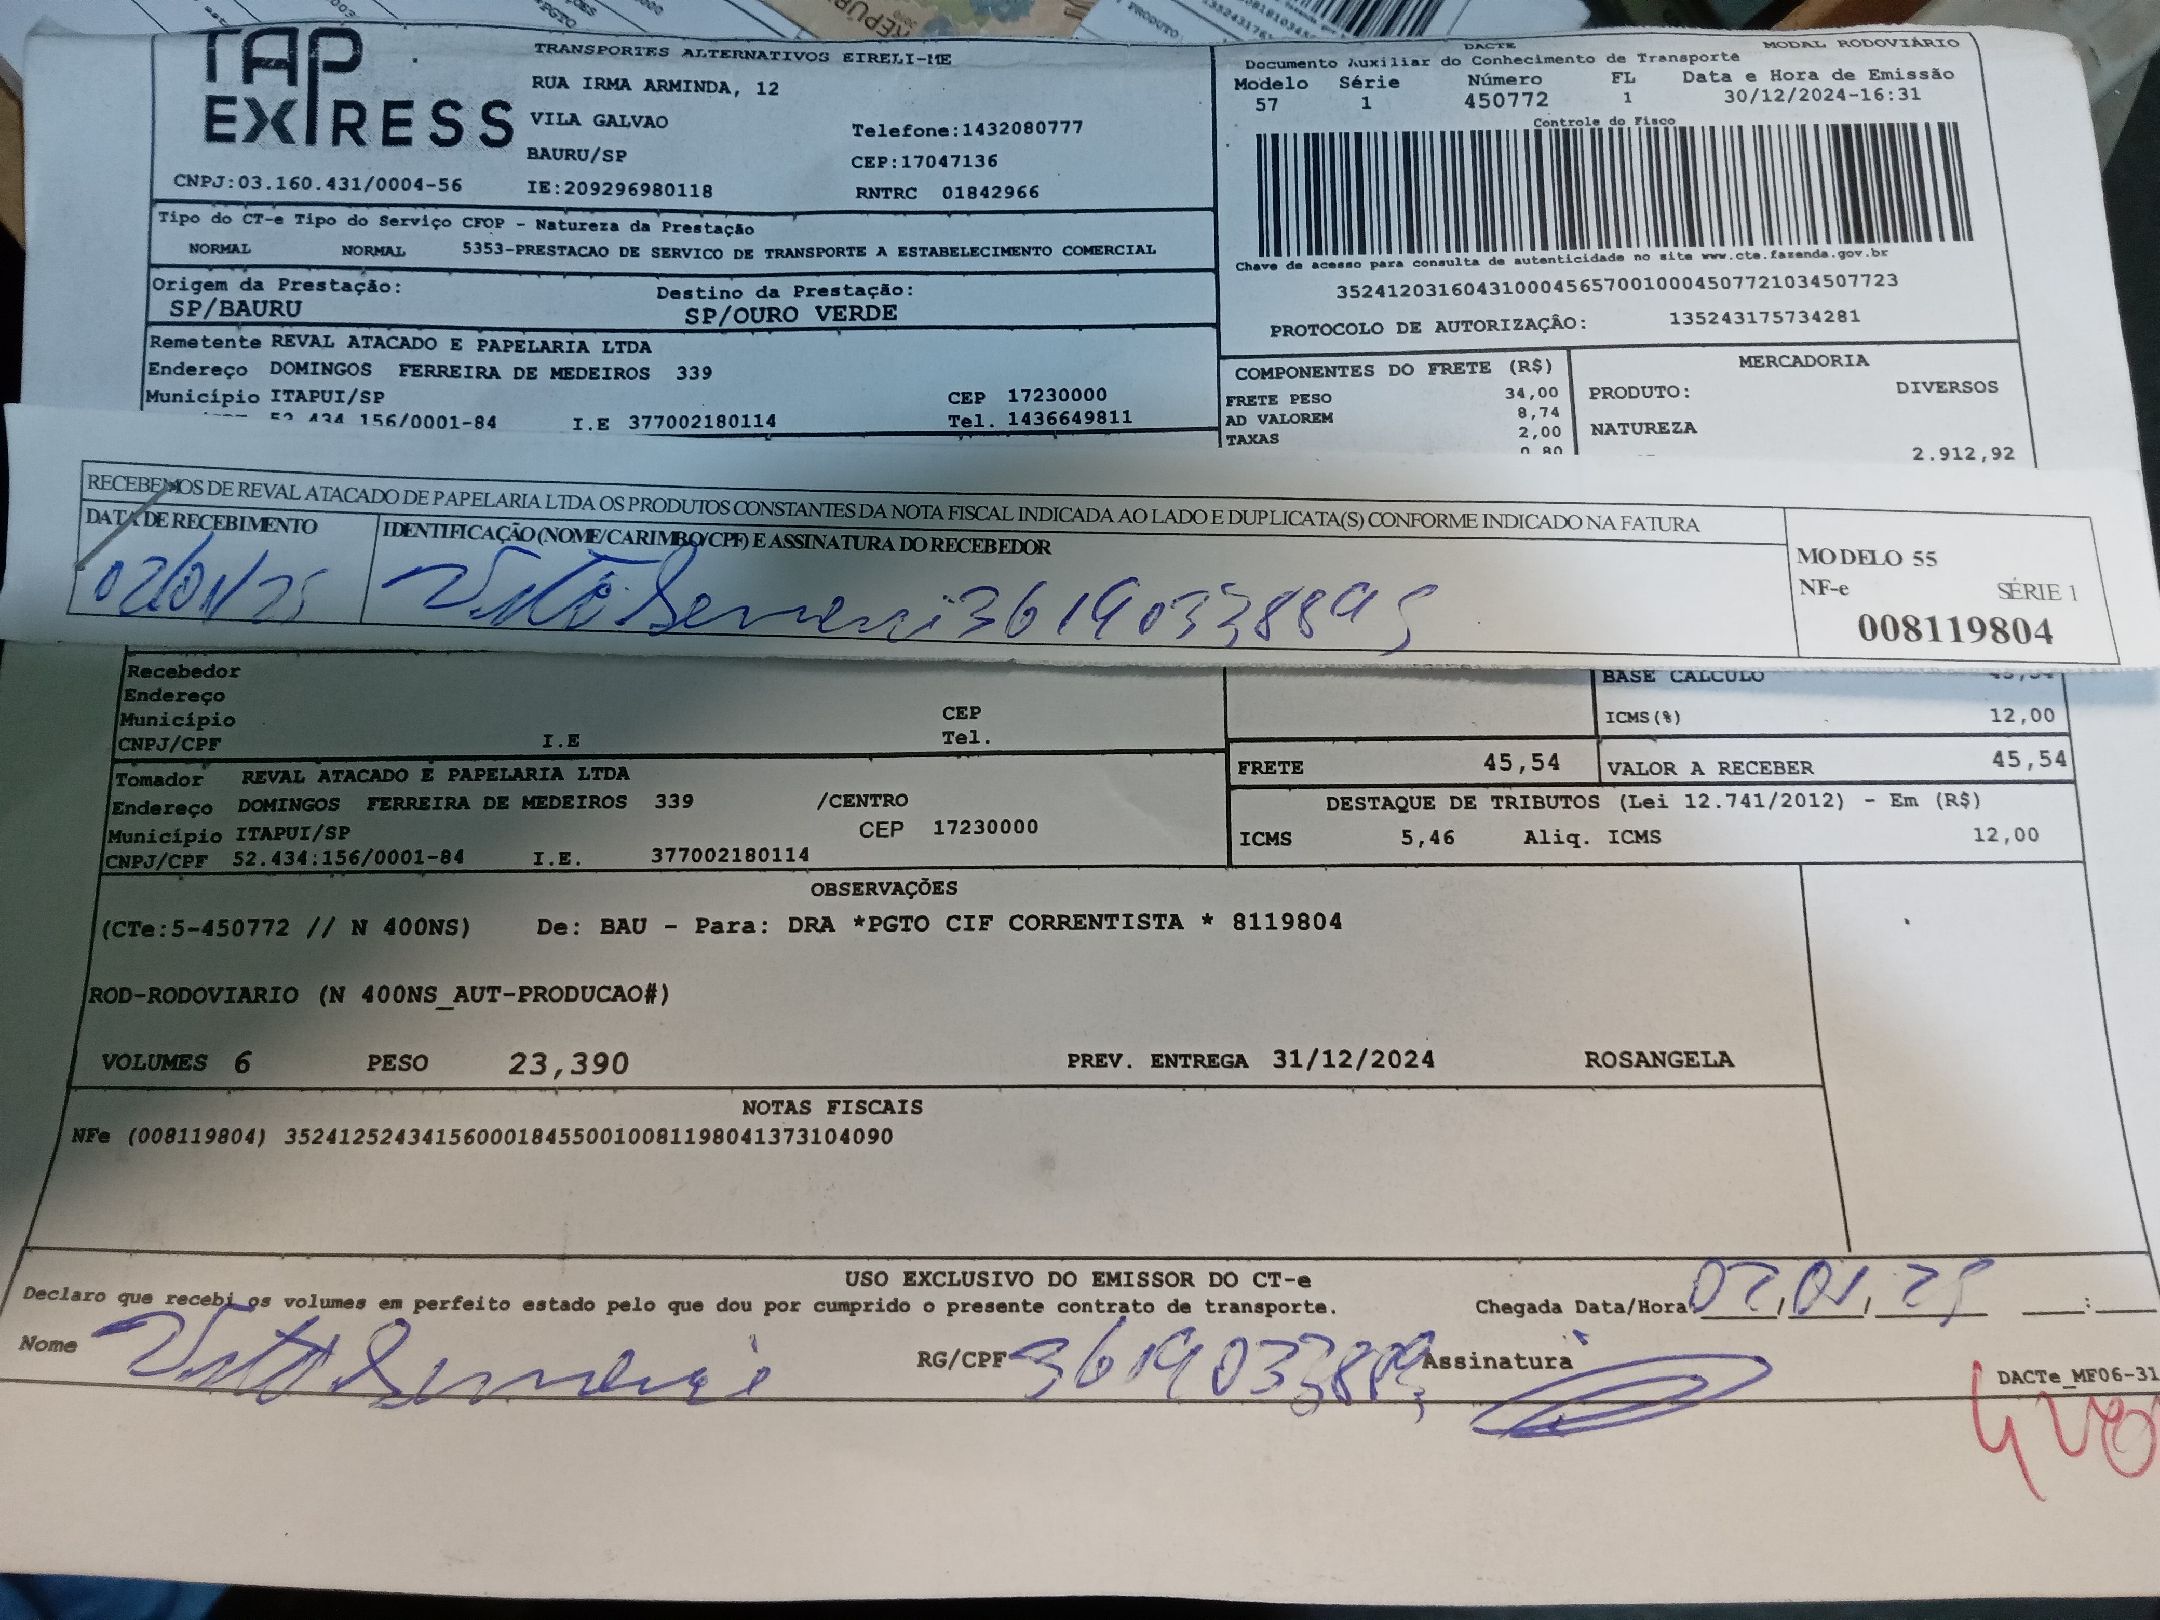 TAP EXPRESS
TRANSPORTES ALTERNATIVOS EIRELI-ME
RUA IRMA ARMINDA, 12
VILA GALVAO Telefone:1432080777
BAURU/SP CEP:17047136
CNPJ:03.160.431/0004-56 IE:209296980118 RNTRC 01842966
DACTE MODAL RODOVIÁRIO
Documento Auxiliar do Conhecimento de Transporte
Modelo Série Número FL Data e Hora de Emissão
57 1 450772 1 30/12/2024-16:31
Controle do Fisco
Chave de acesso para consulta de autenticidade no site www.cte.fazenda.gov.br
35241203160431000456570010004507721034507723
PROTOCOLO DE AUTORIZAÇÃO: 135243175734281
Tipo do CT-e Tipo do Serviço CFOP - Natureza da Prestação
NORMAL NORMAL 5353-PRESTACAO DE SERVICO DE TRANSPORTE A ESTABELECIMENTO COMERCIAL
Origem da Prestação: Destino da Prestação:
SP/BAURU SP/OURO VERDE
Remetente REVAL ATACADO E PAPELARIA LTDA
Endereço DOMINGOS FERREIRA DE MEDEIROS 339
Município ITAPUI/SP CEP 17230000
52.434.156/0001-84 I.E 377002180114 Tel. 1436649811
COMPONENTES DO FRETE (R$)
FRETE PESO 34,00
AD VALOREM 8,74
TAXAS 2,00
0,80
MERCADORIA
PRODUTO: DIVERSOS
NATUREZA
2.912,92
RECEBEMOS DE REVAL ATACADO DE PAPELARIA LTDA OS PRODUTOS CONSTANTES DA NOTA FISCAL INDICADA AO LADO E DUPLICATA(S) CONFORME INDICADO NA FATURA
DATA DE RECEBIMENTO IDENTIFICAÇÃO (NOME/CARIMBO/CPF) E ASSINATURA DO RECEBEDOR
02/01/25
MODELO 55
NF-e SÉRIE 1
008119804
Recebedor
Endereço
Município CEP
CNPJ/CPF I.E Tel.
BASE CALCULO 45,54
ICMS(%) 12,00
FRETE 45,54 VALOR A RECEBER 45,54
Tomador REVAL ATACADO E PAPELARIA LTDA
Endereço DOMINGOS FERREIRA DE MEDEIROS 339 /CENTRO
Município ITAPUI/SP CEP 17230000
CNPJ/CPF 52.434.156/0001-84 I.E. 377002180114
DESTAQUE DE TRIBUTOS (Lei 12.741/2012) - Em (R$)
ICMS 5,46 Aliq. ICMS 12,00
OBSERVAÇÕES
(CTe:5-450772 // N 400NS) De: BAU - Para: DRA *PGTO CIF CORRENTISTA * 8119804
ROD-RODOVIARIO (N 400NS_AUT-PRODUCAO#)
VOLUMES 6 PESO 23,390 PREV. ENTREGA 31/12/2024 ROSANGELA
NOTAS FISCAIS
NFe (008119804) 35241252434156000184550010081198041373104090
USO EXCLUSIVO DO EMISSOR DO CT-e
Declaro que recebi os volumes em perfeito estado pelo que dou por cumprido o presente contrato de transporte. Chegada Data/Hora 02,01,25 :
Nome RG/CPF Assinatura
DACTe_MF06-31